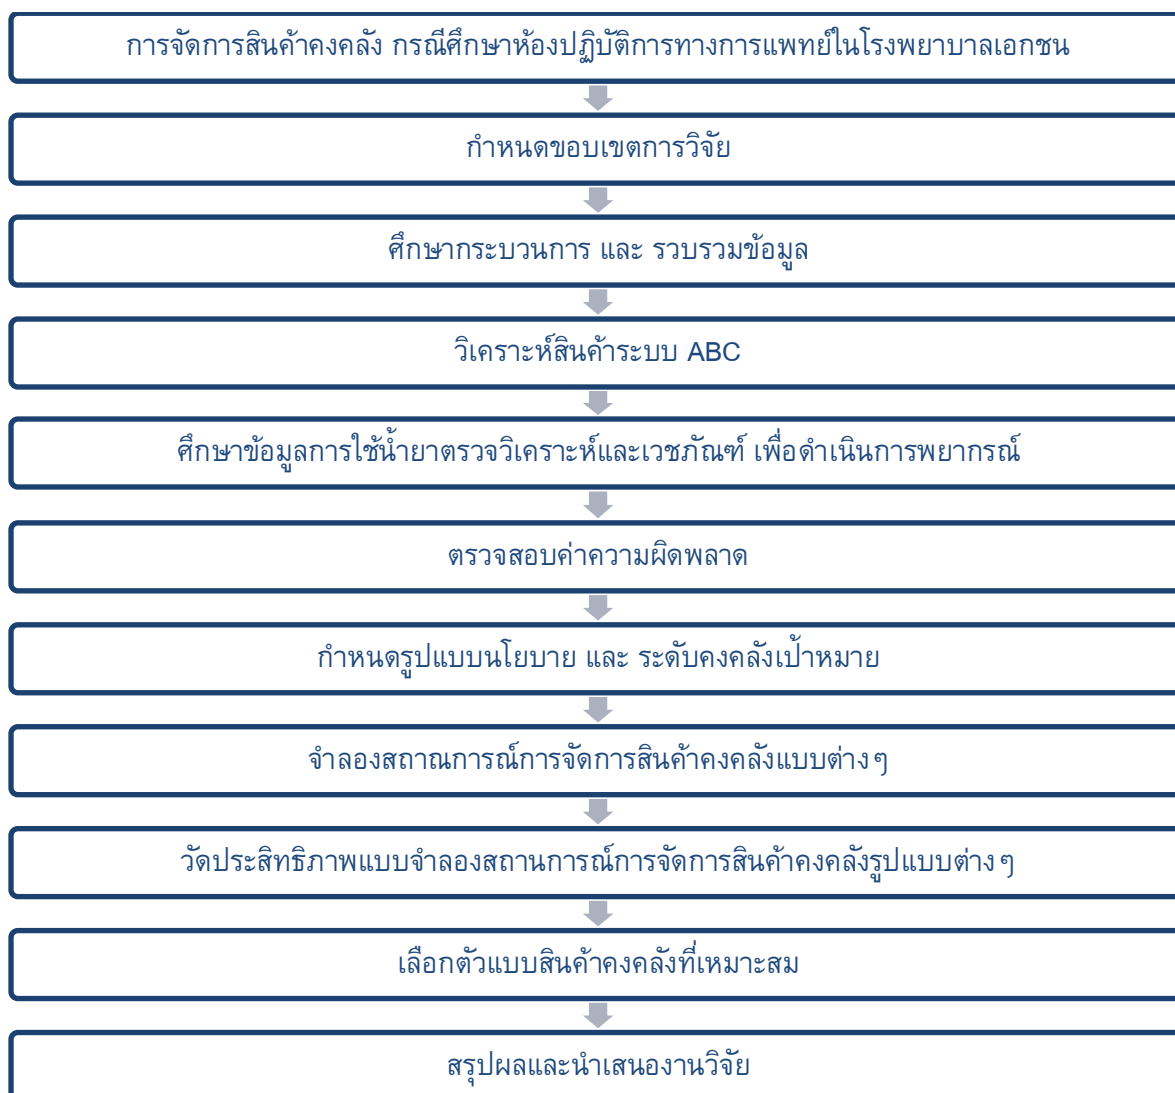 การจัดการสินค้าคงคลัง กรณีศึกษาห้องปฏิบัติการทางการแพทย์ในโรงพยาบาลเอกชน
กำหนดขอบเขตการวิจัย
ศึกษากระบวนการ และ รวบรวมข้อมูล
วิเคราะห์สินค้าระบบ ABC
ศึกษาข้อมูลการใช้น้ำยาตรวจวิเคราะห์และเวชภัณฑ์ เพื่อดำเนินการพยากรณ์
ตรวจสอบค่าความผิดพลาด
กำหนดรูปแบบนโยบาย และ ระดับคงคลังเป้าหมาย
จำลองสถาณการณ์การจัดการสินค้าคงคลังแบบต่างๆ
วัดประสิทธิภาพแบบจำลองสถานการณ์การจัดการสินค้าคงคลังรูปแบบต่างๆ
เลือกตัวแบบสินค้าคงคลังที่เหมาะสม
สรุปผลและนำเสนองานวิจัย